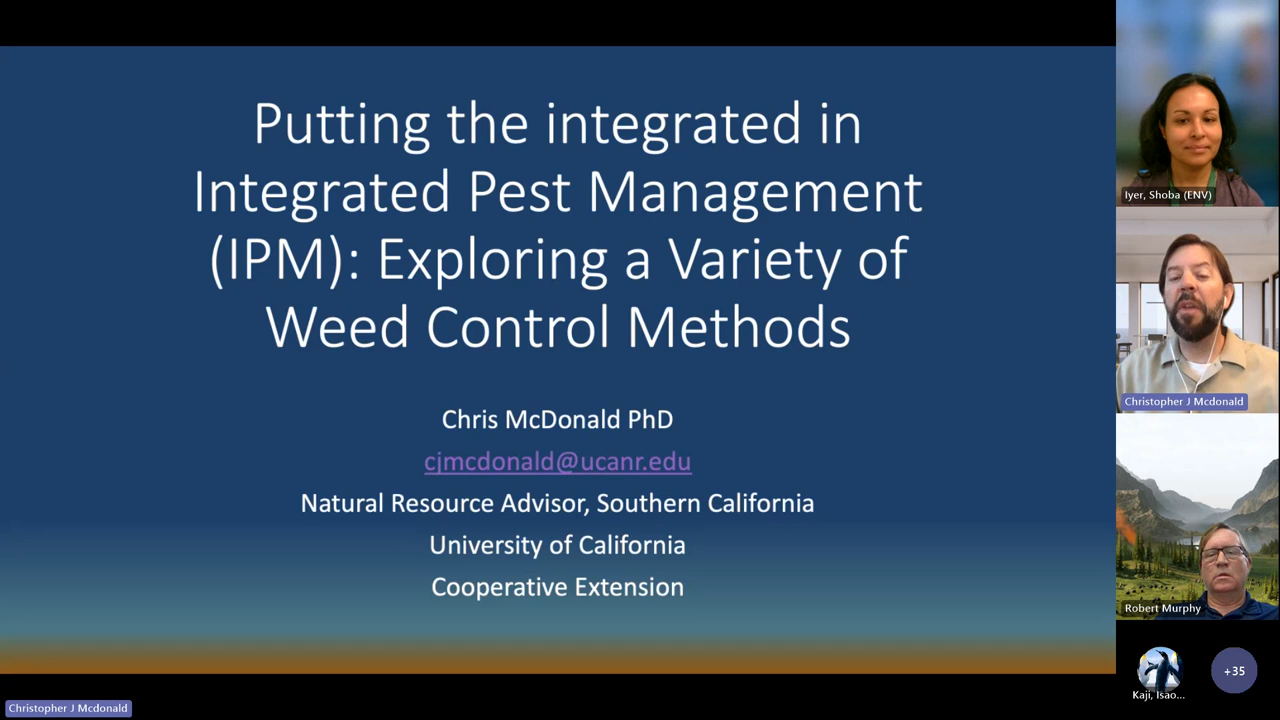 Putting the integrated in
Integrated Pest Management
(IPM): Exploring a Variety of
Weed Control Methods
Chris McDonald PhD
cjmcdonald@ucanr.edu
Natural Resource Advisor, Southern California
University of California
Cooperative Extension
Iyer, Shoba (ENV)
Christopher J Mcdonald
Robert Murphy
Kaji, Isao...
+35
Christopher J Mcdonald